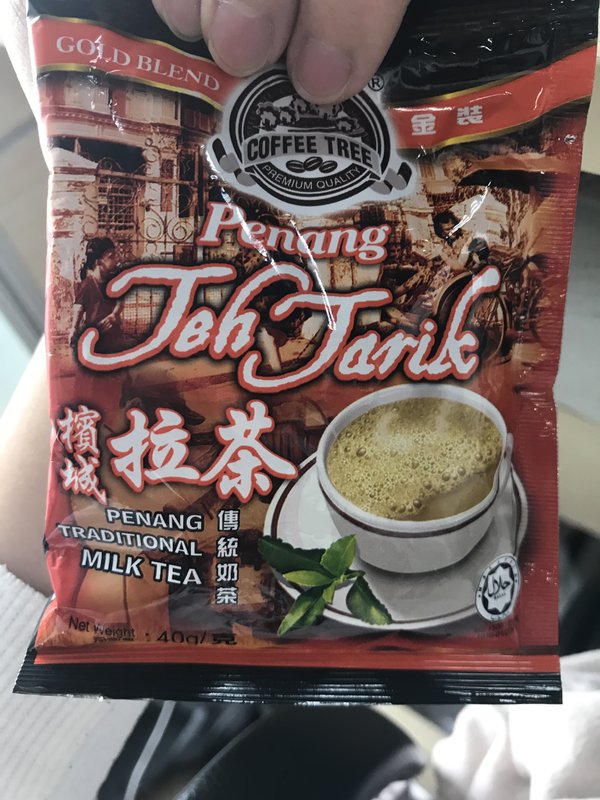 GOLD BLEND
®
金裝
COFFEE TREE
PREMIUM QUALITY
Penang
Teh Tarik
檳城
拉茶
PENANG
TRADITIONAL
MILK TEA
傳統奶茶
حلال
Net Weight
: 40g/克